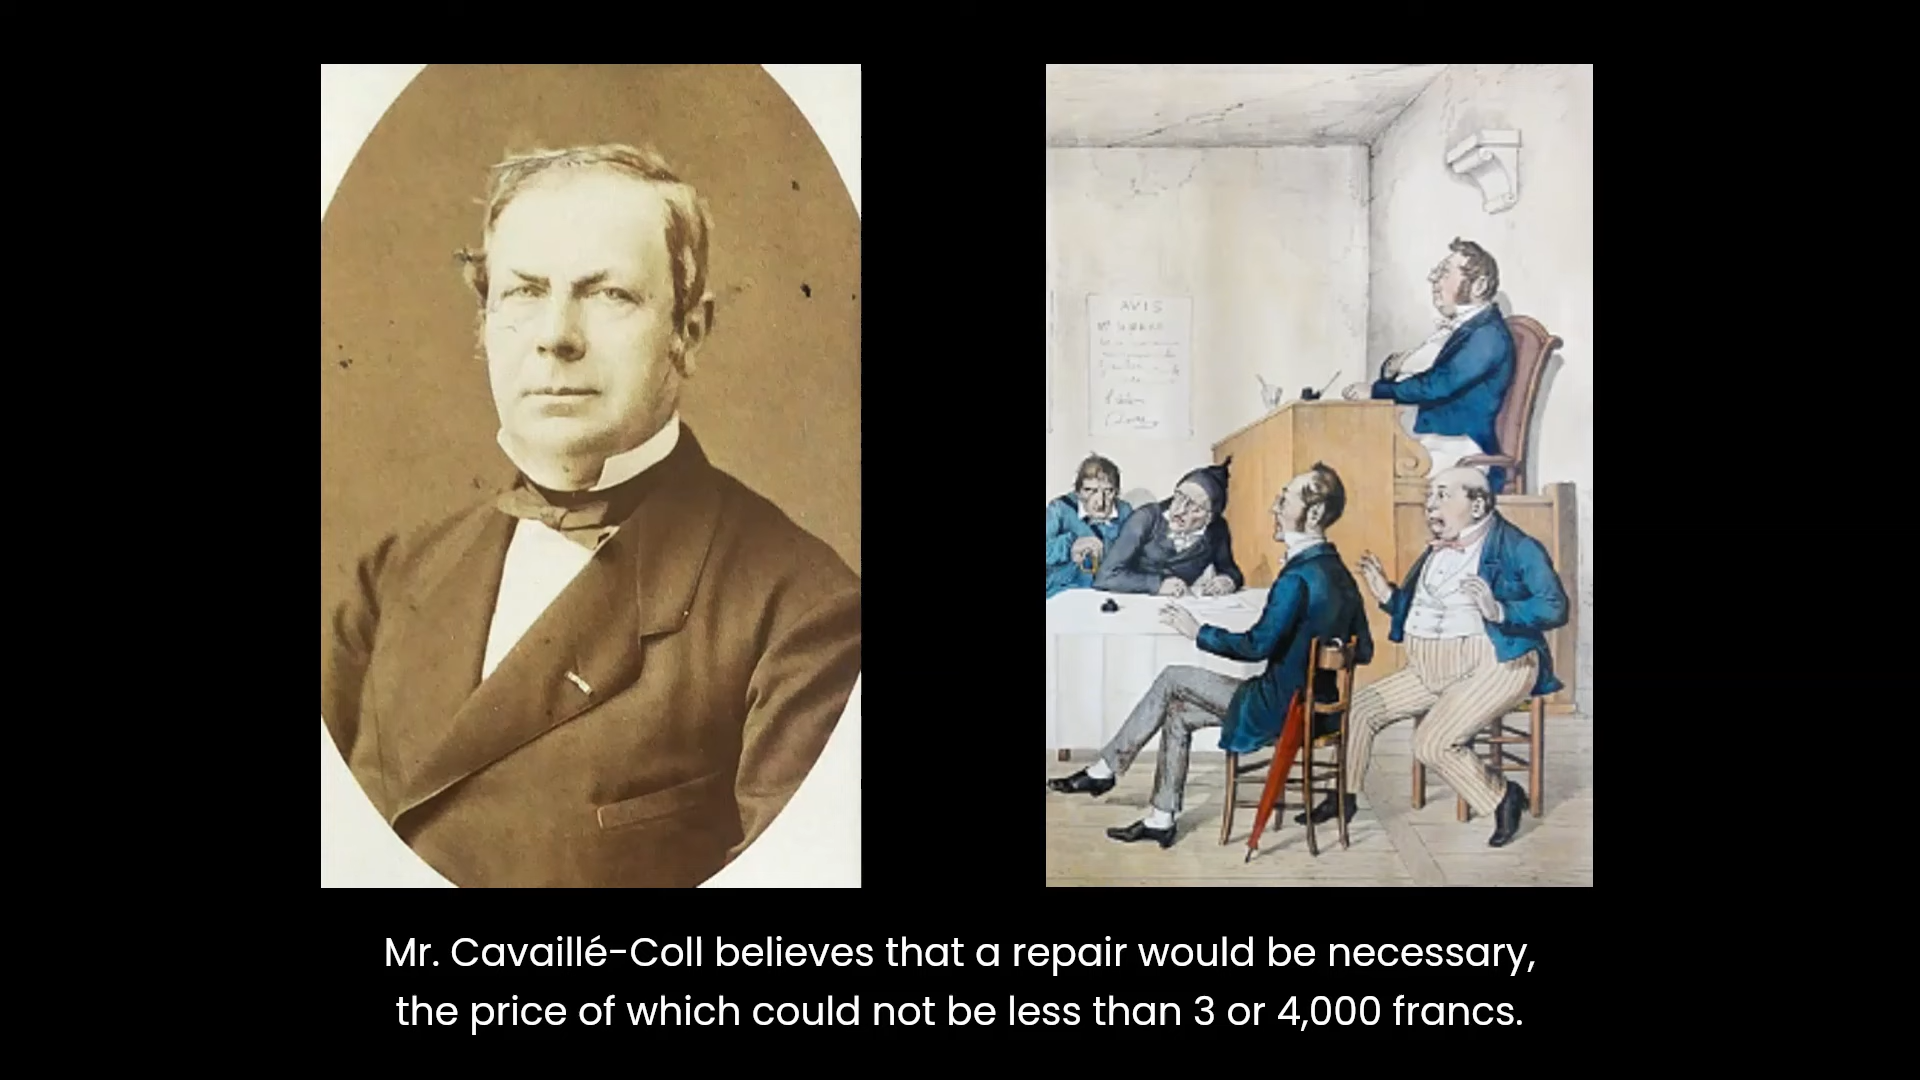 AVIS
Mr. Cavaillé-Coll believes that a repair would be necessary,
the price of which could not be less than 3 or 4,000 francs.